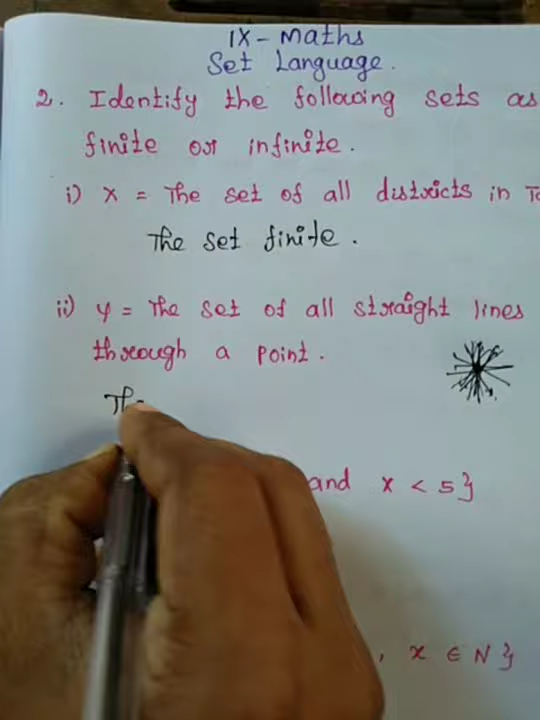 IX - Maths
Set Language.
2. Identify the following sets as
finite or infinite.
i) X = The set of all districts in
The set finite.
ii) Y = The set of all straight lines
through a point.
Th
and x < 5}
, x ∈ N}